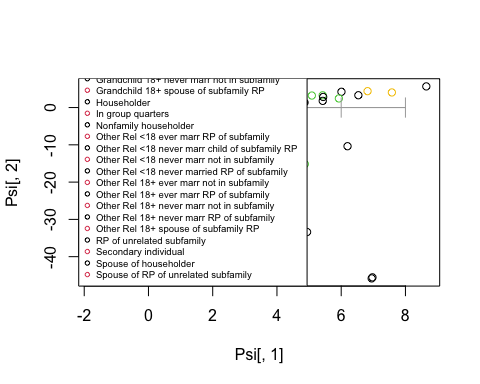 Grandchild 18+ never marr not in subfamily
Grandchild 18+ spouse of subfamily RP
Householder
In group quarters
Nonfamily householder
Other Rel <18 ever marr RP of subfamily
Other Rel <18 never marr child of subfamily RP
Other Rel <18 never marr not in subfamily
Other Rel <18 never married RP of subfamily
Other Rel 18+ ever marr not in subfamily
Other Rel 18+ ever marr RP of subfamily
Other Rel 18+ never marr not in subfamily
Other Rel 18+ never marr RP of subfamily
Other Rel 18+ spouse of subfamily RP
RP of unrelated subfamily
Secondary individual
Spouse of householder
Spouse of RP of unrelated subfamily
Psi[, 2]
0
-10
-20
-30
-40
-2 0 2 4 6 8
Psi[, 1]